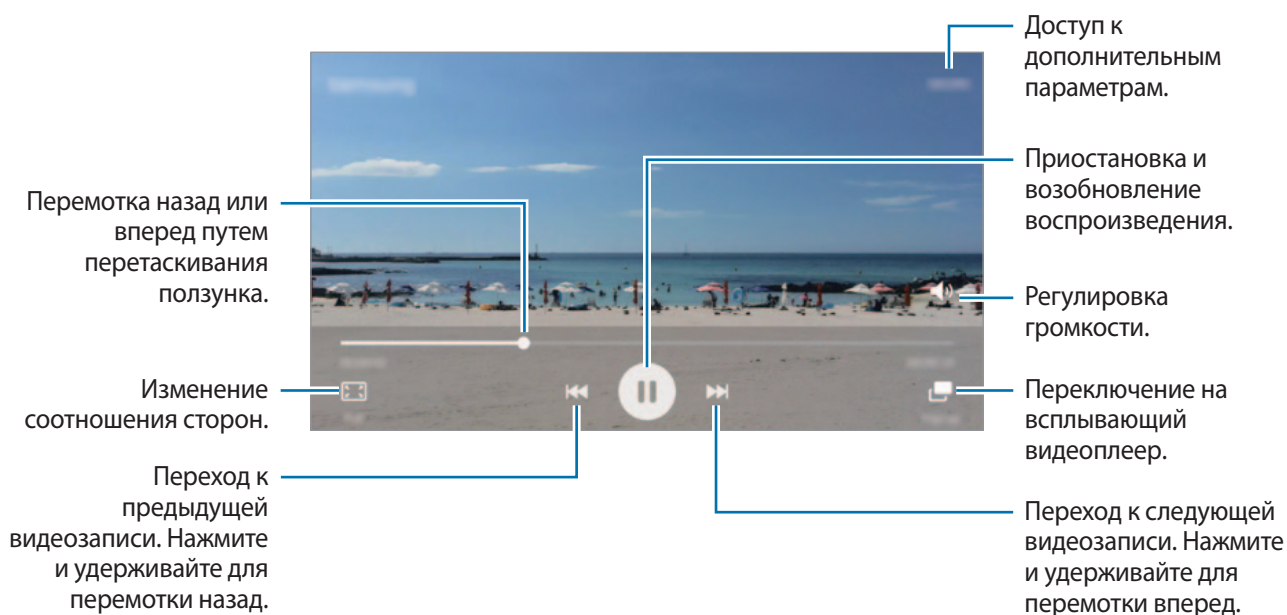 Доступ к
дополнительным
параметрам.
Приостановка и
возобновление
воспроизведения.
Перемотка назад или
вперед путем
перетаскивания
ползунка.
Регулировка
громкости.
Изменение
соотношения сторон.
Переключение на
всплывающий
видеоплеер.
Переход к
предыдущей
видеозаписи. Нажмите
и удерживайте для
перемотки назад.
Переход к следующей
видеозаписи. Нажмите
и удерживайте для
перемотки вперед.